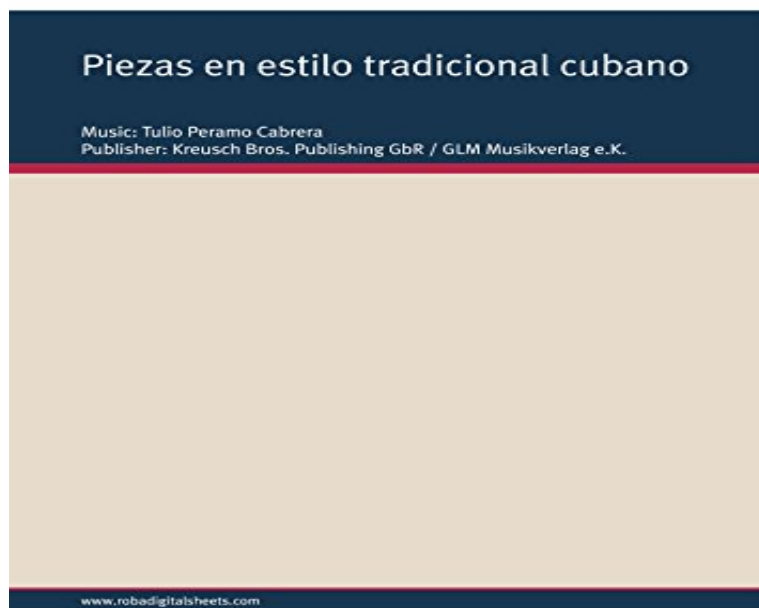 Piezas en estilo tradicional cubano
Music: Tulio Peramo Cabrera
Publisher: Kreusch Bros. Publishing GbR / GLM Musikverlag e.K.
www.robadigitalsheets.com